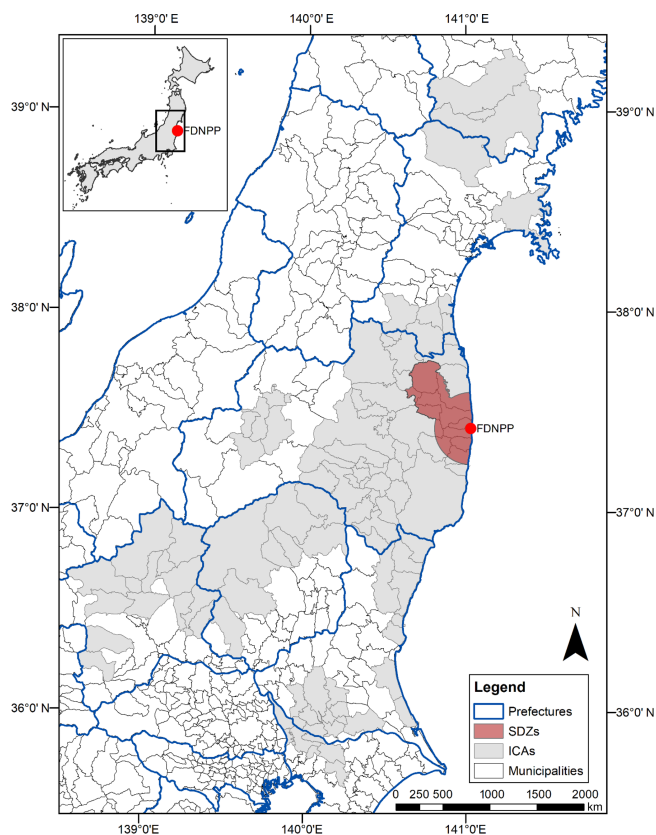 139°0' E
140°0' E
141°0' E
39°0' N
39°0' N
FDNPP
38°0' N
38°0' N
FDNPP
37°0' N
37°0' N
N
36°0' N
36°0' N
Legend
Prefectures
SDZs
ICAs
Municipalities
0 250 500 1000 1500 2000
km
139°0' E
140°0' E
141°0' E